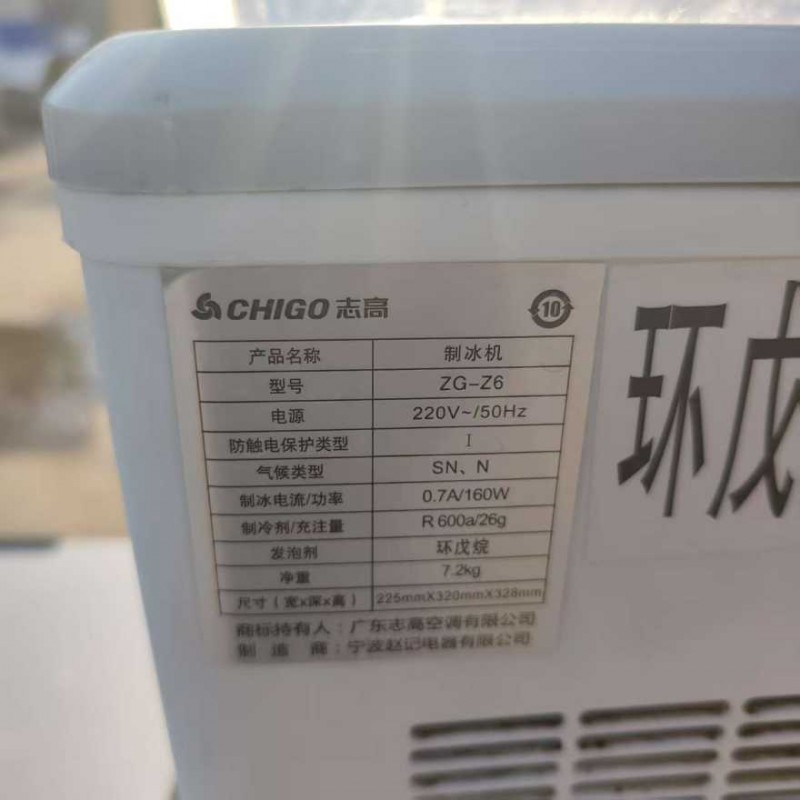 CHIGO 志高
10
产品名称 制冰机
型号 ZG-Z6
电源 220V~/50Hz
防触电保护类型 I
气候类型 SN、N
制冰电流/功率 0.7A/160W
制冷剂/充注量 R600a/26g
发泡剂 环戊烷
净重 7.2kg
尺寸（宽x深x高） 225mmX320mmX328mm
商标持有人：广东志高空调有限公司
制造商：宁波赵记电器有限公司
环戊